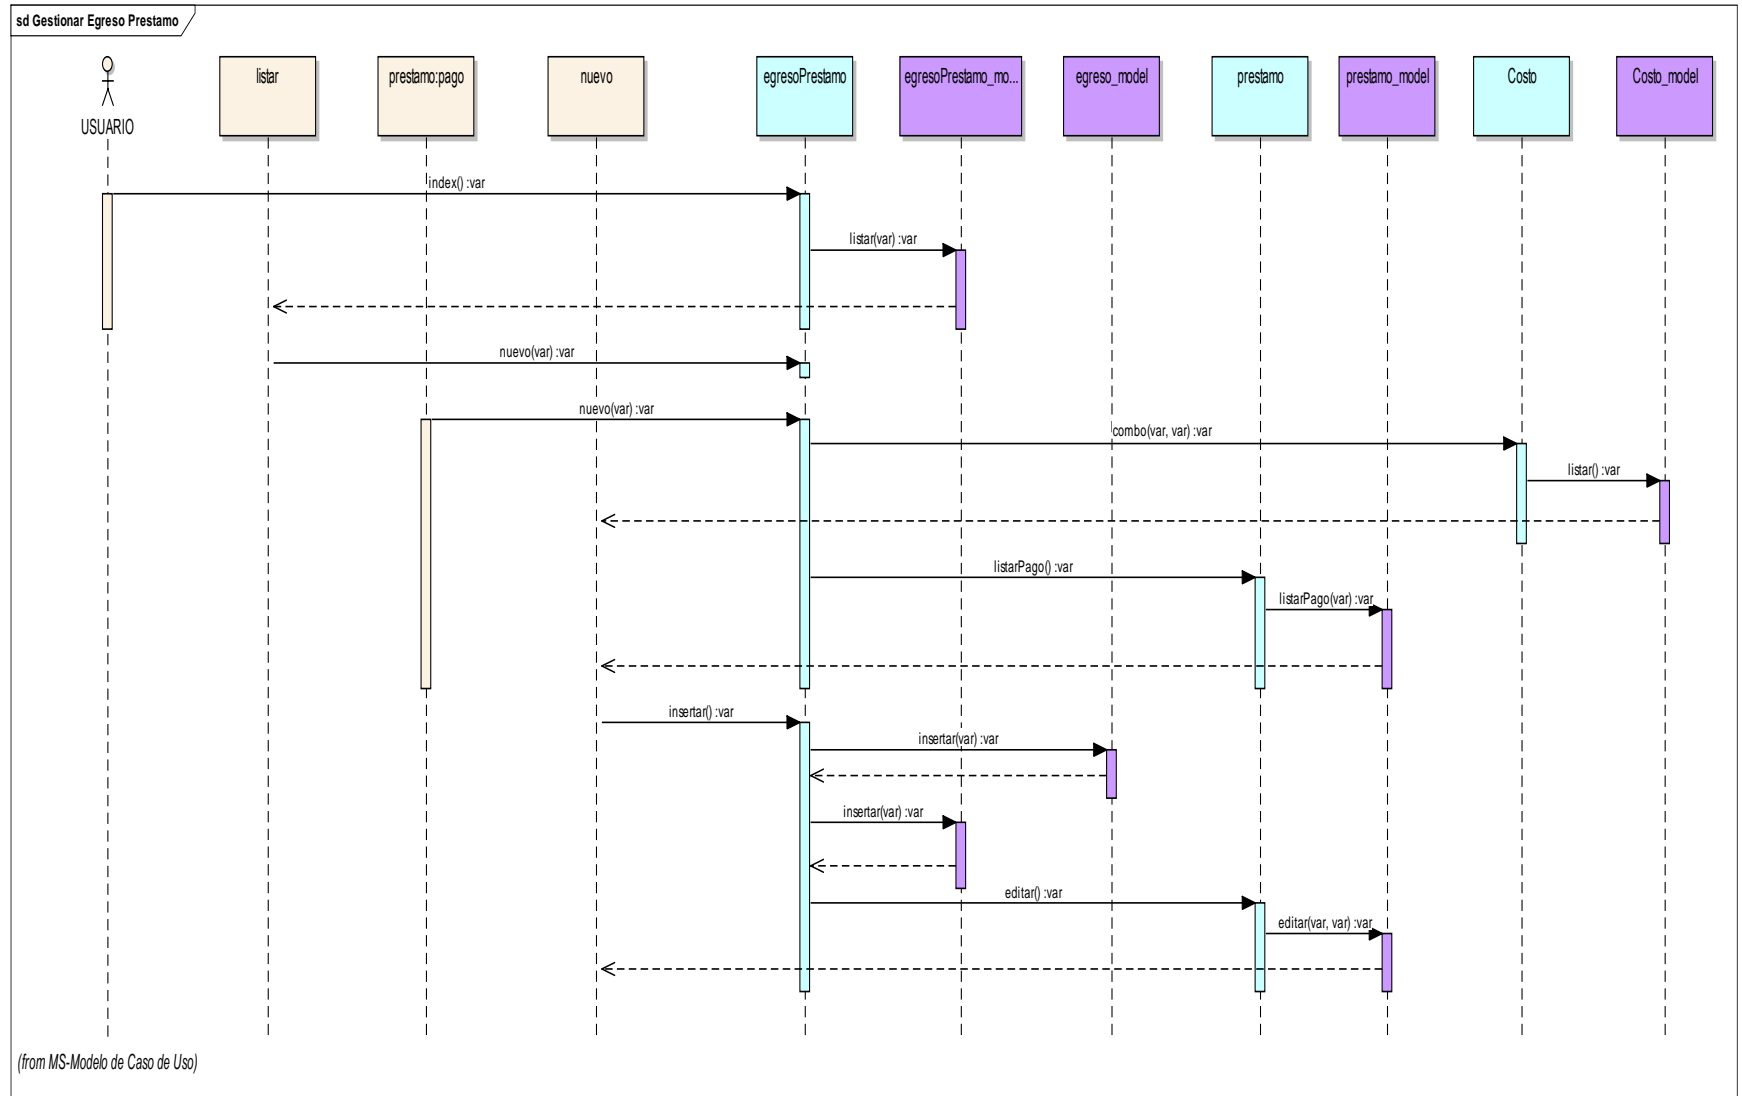 sd Gestionar Egreso Prestamo
listar
prestamo:pago
nuevo
egresoPrestamo
egresoPrestamo_mo...
egreso_model
prestamo
prestamo_model
Costo
Costo_model
USUARIO
index() :var
listar(var) :var
nuevo(var) :var
nuevo(var) :var
combo(var, var) :var
listar() :var
listarPago() :var
listarPago(var) :var
insertar() :var
insertar(var) :var
insertar(var) :var
editar() :var
editar(var, var) :var
(from MS-Modelo de Caso de Uso)